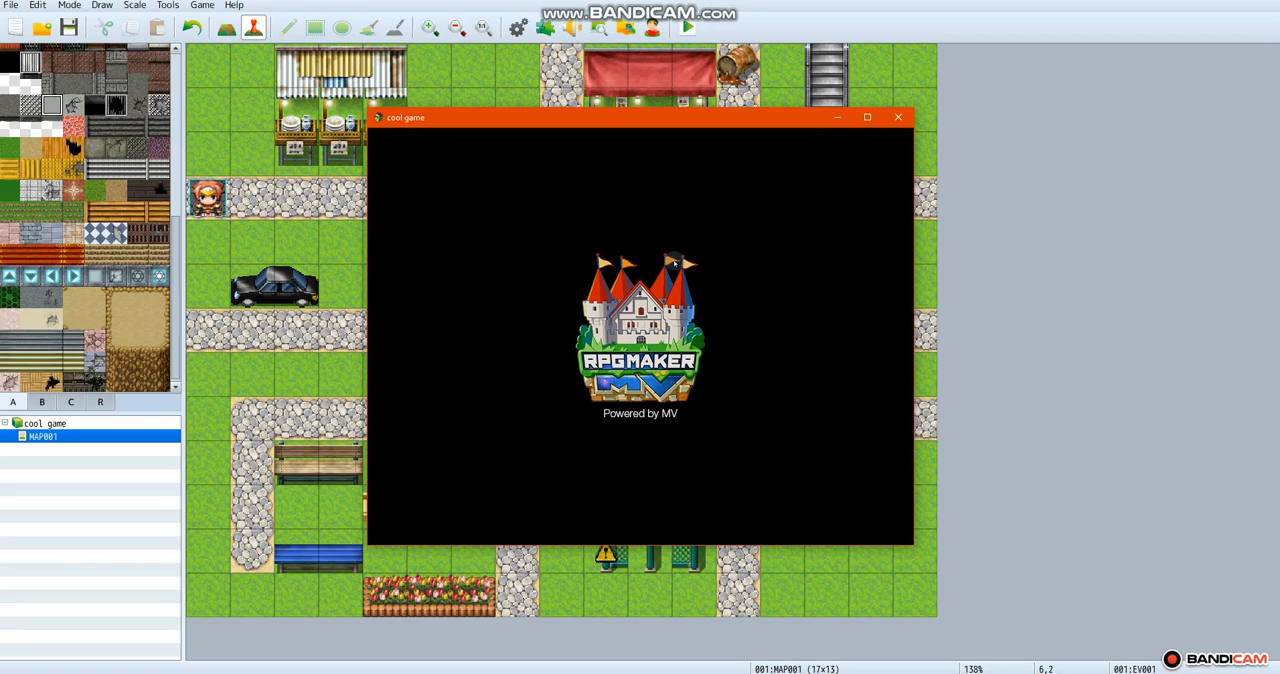 www.BANDICAM.com
File Edit Mode Draw Scale Tools Game Help
cool game
RPG MAKER
MV
Powered by MV
A B C R
cool game
MAP001
001:MAP001 (17x13) 138% 6,2 001:EV001
BANDICAM